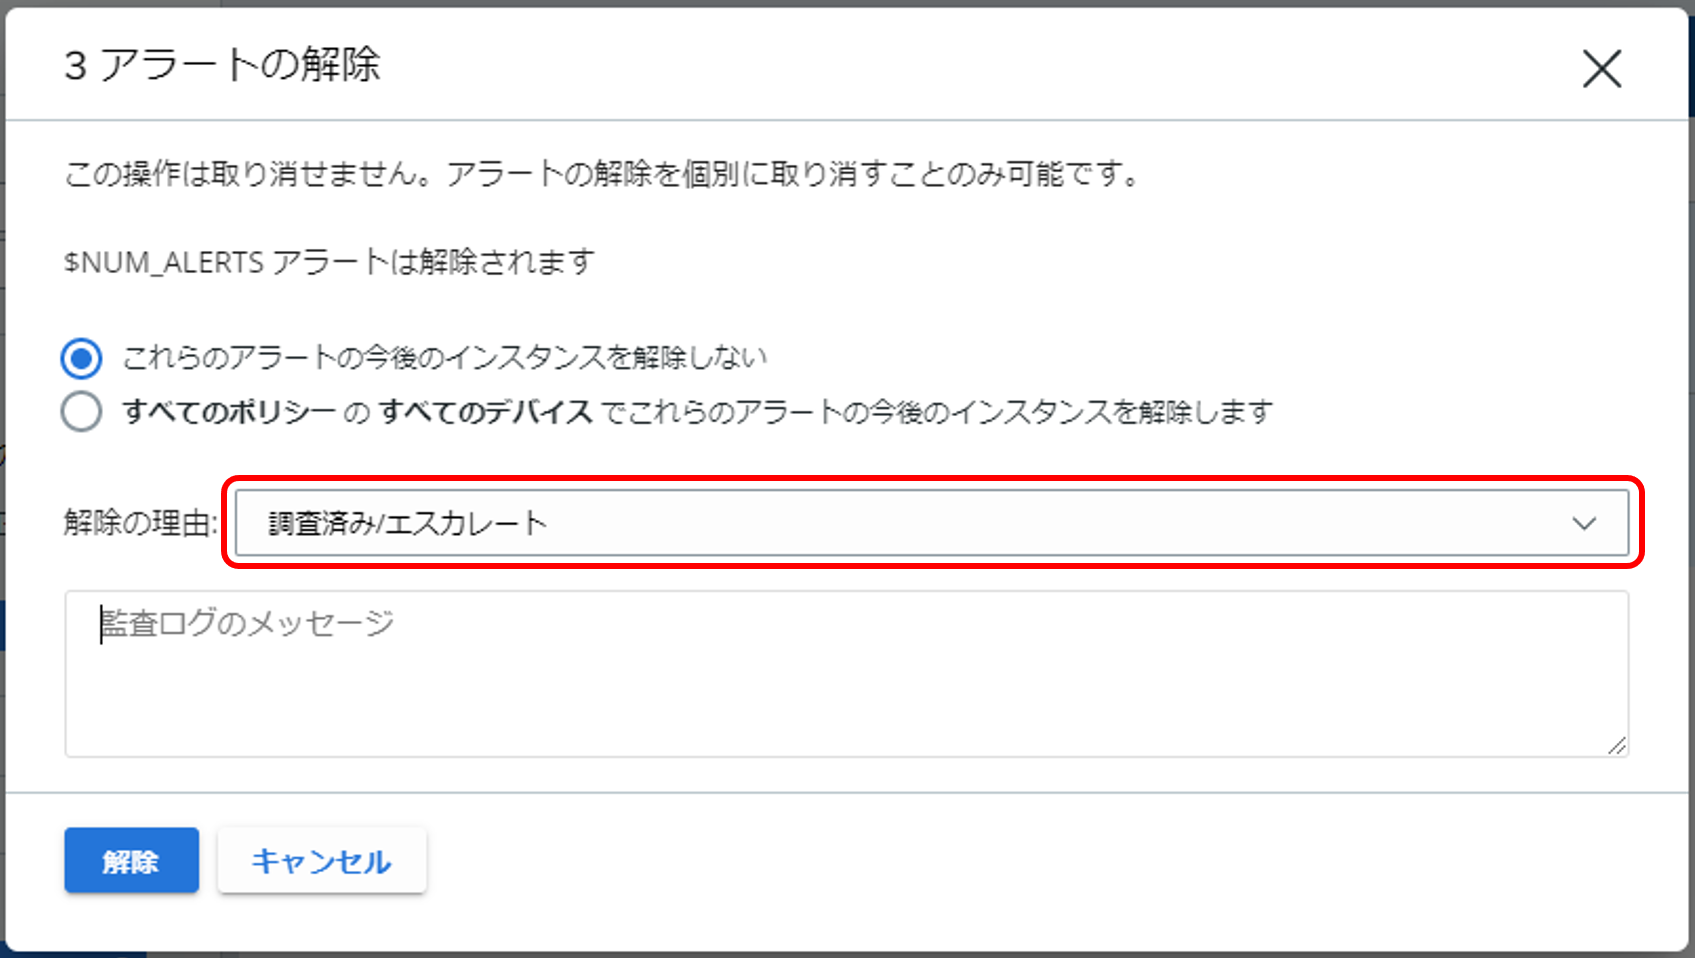 3 アラートの解除
この操作は取り消せません。アラートの解除を個別に取り消すことのみ可能です。
$NUM_ALERTS アラートは解除されます
これらのアラートの今後のインスタンスを解除しない
すべてのポリシー の すべてのデバイス でこれらのアラートの今後のインスタンスを解除します
解除の理由: 調査済み/エスカレート
監査ログのメッセージ
解除 キャンセル